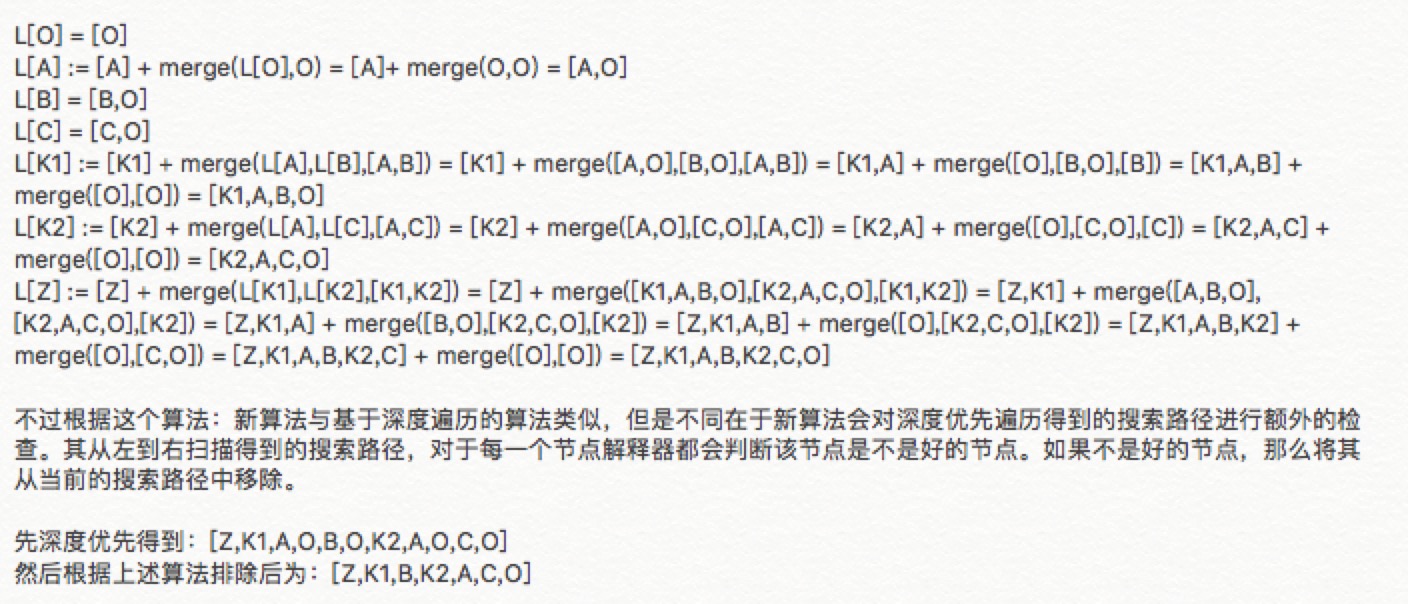 L[O] = [O]
L[A] := [A] + merge(L[O],O) = [A]+ merge(O,O) = [A,O]
L[B] = [B,O]
L[C] = [C,O]
L[K1] := [K1] + merge(L[A],L[B],[A,B]) = [K1] + merge([A,O],[B,O],[A,B]) = [K1,A] + merge([O],[B,O],[B]) = [K1,A,B] +
merge([O],[O]) = [K1,A,B,O]
L[K2] := [K2] + merge(L[A],L[C],[A,C]) = [K2] + merge([A,O],[C,O],[A,C]) = [K2,A] + merge([O],[C,O],[C]) = [K2,A,C] +
merge([O],[O]) = [K2,A,C,O]
L[Z] := [Z] + merge(L[K1],L[K2],[K1,K2]) = [Z] + merge([K1,A,B,O],[K2,A,C,O],[K1,K2]) = [Z,K1] + merge([A,B,O],
[K2,A,C,O],[K2]) = [Z,K1,A] + merge([B,O],[K2,C,O],[K2]) = [Z,K1,A,B] + merge([O],[K2,C,O],[K2]) = [Z,K1,A,B,K2] +
merge([O],[C,O]) = [Z,K1,A,B,K2,C] + merge([O],[O]) = [Z,K1,A,B,K2,C,O]
不过根据这个算法：新算法与基于深度遍历的算法类似，但是不同在于新算法会对深度优先遍历得到的搜索路径进行额外的检
查。其从左到右扫描得到的搜索路径，对于每一个节点解释器都会判断该节点是不是好的节点。如果不是好的节点，那么将其
从当前的搜索路径中移除。
先深度优先得到：[Z,K1,A,O,B,O,K2,A,O,C,O]
然后根据上述算法排除后为：[Z,K1,B,K2,A,C,O]